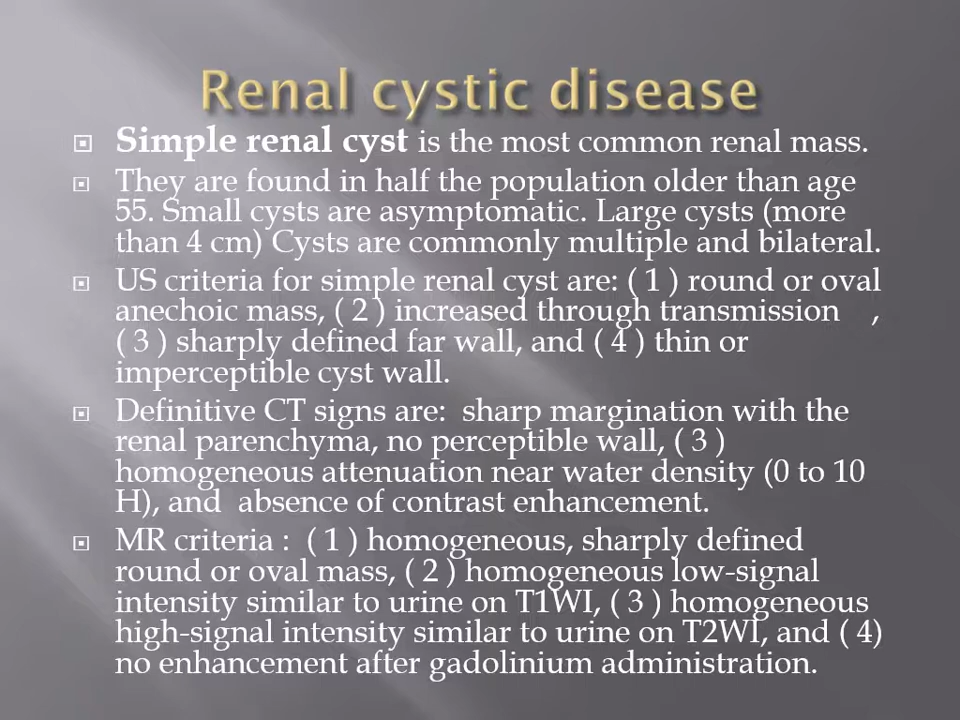 Renal cystic disease
Simple renal cyst is the most common renal mass.
They are found in half the population older than age
55. Small cysts are asymptomatic. Large cysts (more
than 4 cm) Cysts are commonly multiple and bilateral.
US criteria for simple renal cyst are: ( 1 ) round or oval
anechoic mass, ( 2 ) increased through transmission ,
( 3 ) sharply defined far wall, and ( 4 ) thin or
imperceptible cyst wall.
Definitive CT signs are: sharp margination with the
renal parenchyma, no perceptible wall, ( 3 )
homogeneous attenuation near water density (0 to 10
H), and absence of contrast enhancement.
MR criteria : ( 1 ) homogeneous, sharply defined
round or oval mass, ( 2 ) homogeneous low-signal
intensity similar to urine on T1WI, ( 3 ) homogeneous
high-signal intensity similar to urine on T2WI, and ( 4)
no enhancement after gadolinium administration.